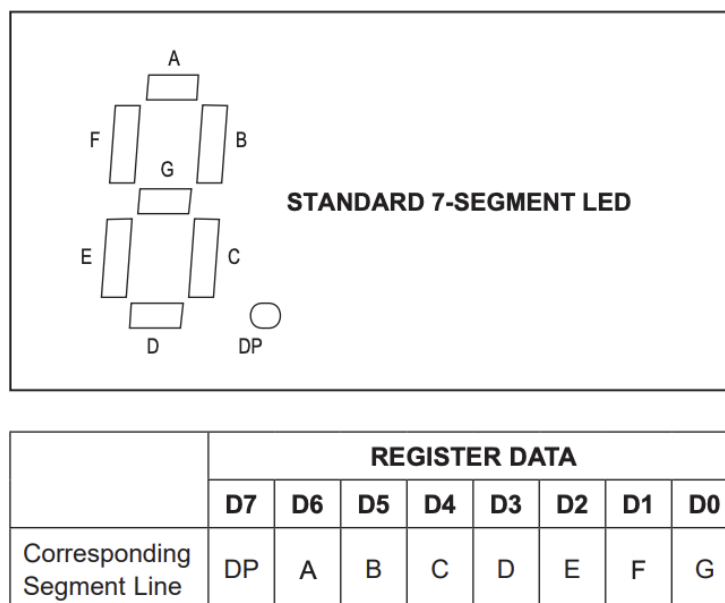 A
F
B
G
STANDARD 7-SEGMENT LED
E
C
D
DP
REGISTER DATA
D7 D6 D5 D4 D3 D2 D1 D0
Corresponding
Segment Line
DP A B C D E F G